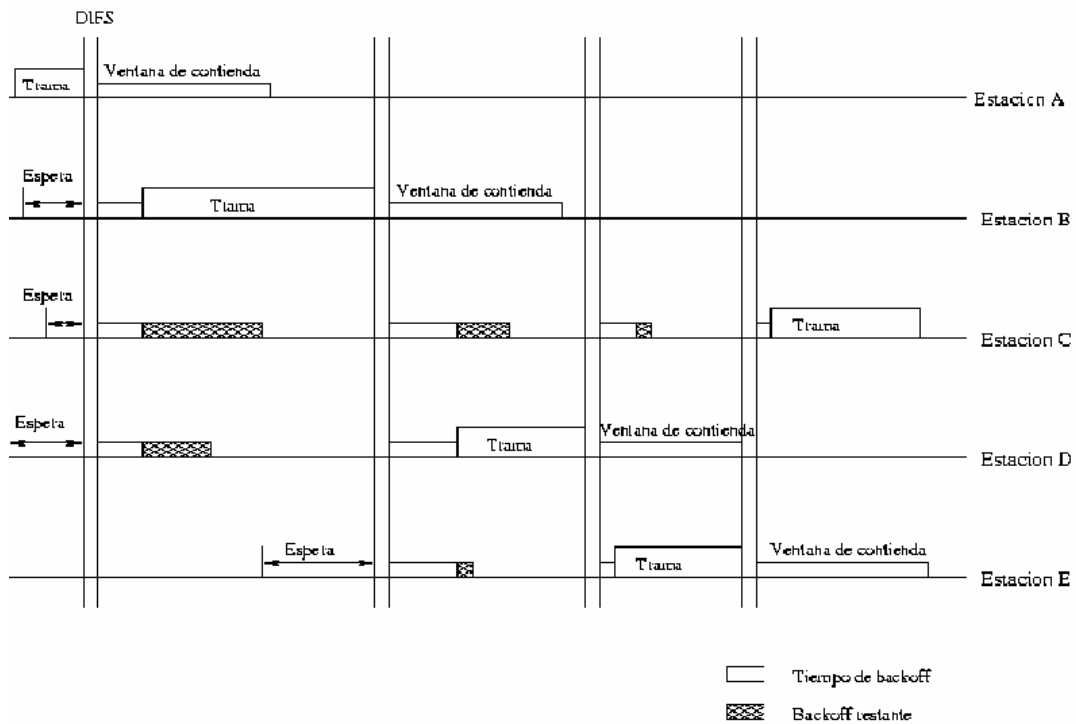 DIFS
Trama
Ventana de contienda
Estacion A
Espera
Trama
Ventana de contienda
Estacion B
Espera
Trama
Estacion C
Espera
Trama
Ventana de contienda
Estacion D
Espera
Trama
Ventana de contienda
Estacion E
Tiempo de backoff
Backoff restante